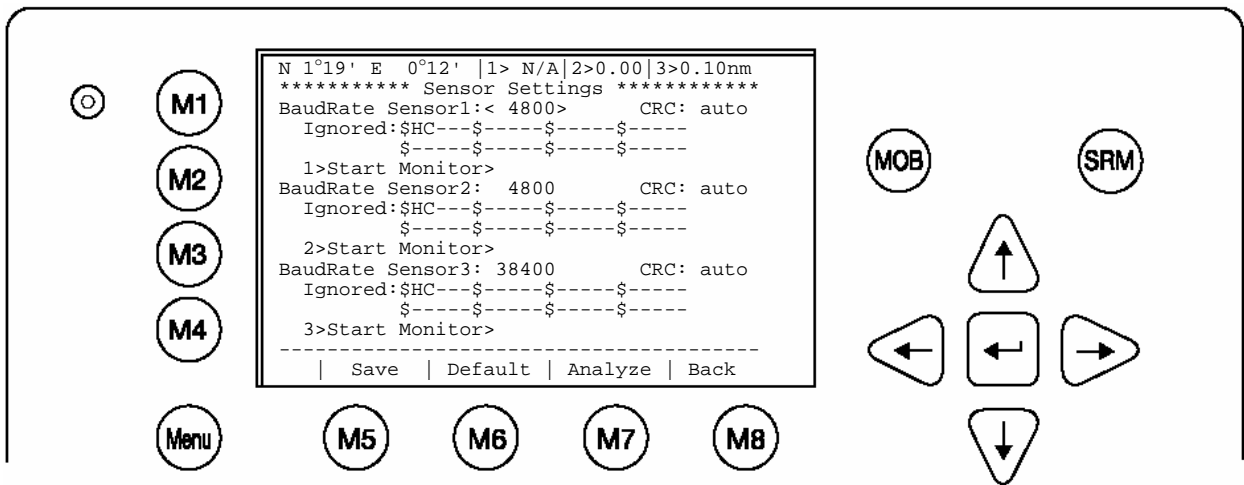 N 1°19' E  0°12' |1> N/A|2>0.00|3>0.10nm
*********** Sensor Settings ************
BaudRate Sensor1:< 4800>      CRC: auto
Ignored:$HC---$-----$-----$-----
$-----$-----$-----$-----
1>Start Monitor>
BaudRate Sensor2:  4800       CRC: auto
Ignored:$HC---$-----$-----$-----
$-----$-----$-----$-----
2>Start Monitor>
BaudRate Sensor3: 38400       CRC: auto
Ignored:$HC---$-----$-----$-----
$-----$-----$-----$-----
3>Start Monitor>
----------------------------------------
| Save | Default | Analyze | Back
M1
M2
M3
M4
Menu
M5
M6
M7
M8
MOB
SRM